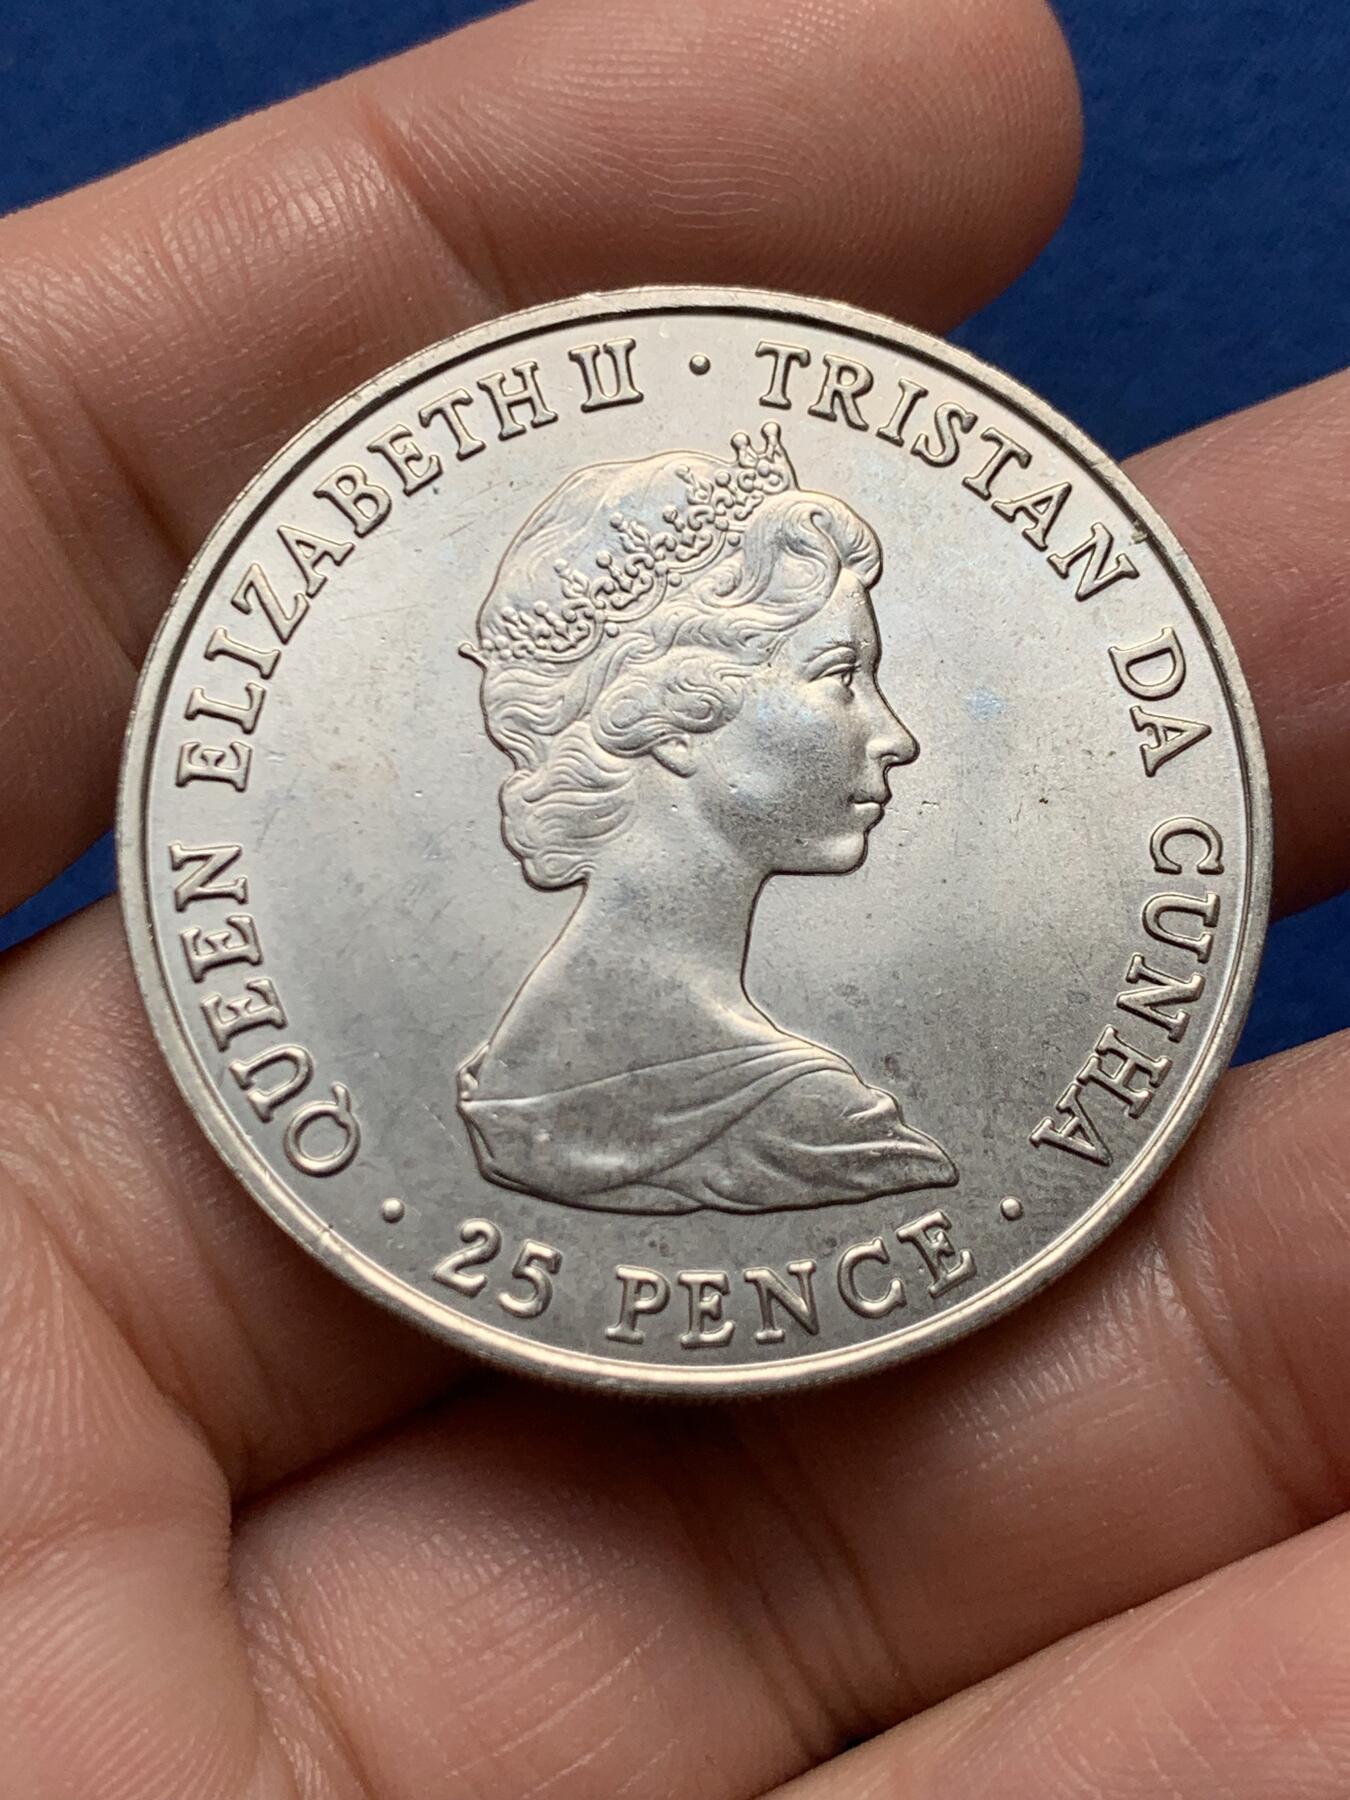 QUEEN ELIZABETH II · TRISTAN DA CUNHA
· 25 PENCE ·